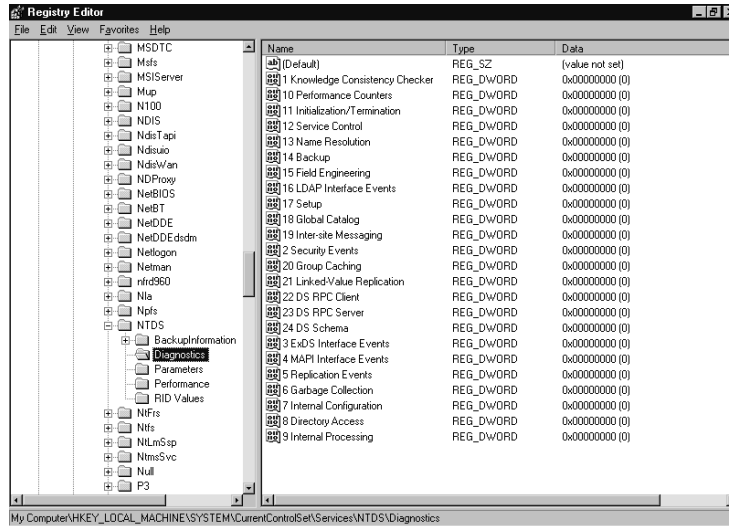 Registry Editor
File Edit View Favorites Help
MSDTC
Msfs
MSIServer
Mup
N100
NDIS
NdisTapi
Ndisuio
NdisWan
NDProxy
NetBIOS
NetBT
NetDDE
NetDDEdsdm
Netlogon
Netman
nfrd960
Nla
Npfs
NTDS
BackupInformation
Diagnostics
Parameters
Performance
RID Values
NtFrs
Ntfs
NtLmSsp
NtmsSvc
Null
P3
Name Type Data
(Default) REG_SZ (value not set)
1 Knowledge Consistency Checker REG_DWORD 0x00000000 (0)
10 Performance Counters REG_DWORD 0x00000000 (0)
11 Initialization/Termination REG_DWORD 0x00000000 (0)
12 Service Control REG_DWORD 0x00000000 (0)
13 Name Resolution REG_DWORD 0x00000000 (0)
14 Backup REG_DWORD 0x00000000 (0)
15 Field Engineering REG_DWORD 0x00000000 (0)
16 LDAP Interface Events REG_DWORD 0x00000000 (0)
17 Setup REG_DWORD 0x00000000 (0)
18 Global Catalog REG_DWORD 0x00000000 (0)
19 Inter-site Messaging REG_DWORD 0x00000000 (0)
2 Security Events REG_DWORD 0x00000000 (0)
20 Group Caching REG_DWORD 0x00000000 (0)
21 Linked-Value Replication REG_DWORD 0x00000000 (0)
22 DS RPC Client REG_DWORD 0x00000000 (0)
23 DS RPC Server REG_DWORD 0x00000000 (0)
24 DS Schema REG_DWORD 0x00000000 (0)
3 ExDS Interface Events REG_DWORD 0x00000000 (0)
4 MAPI Interface Events REG_DWORD 0x00000000 (0)
5 Replication Events REG_DWORD 0x00000000 (0)
6 Garbage Collection REG_DWORD 0x00000000 (0)
7 Internal Configuration REG_DWORD 0x00000000 (0)
8 Directory Access REG_DWORD 0x00000000 (0)
9 Internal Processing REG_DWORD 0x00000000 (0)
My Computer\HKEY_LOCAL_MACHINE\SYSTEM\CurrentControlSet\Services\NTDS\Diagnostics